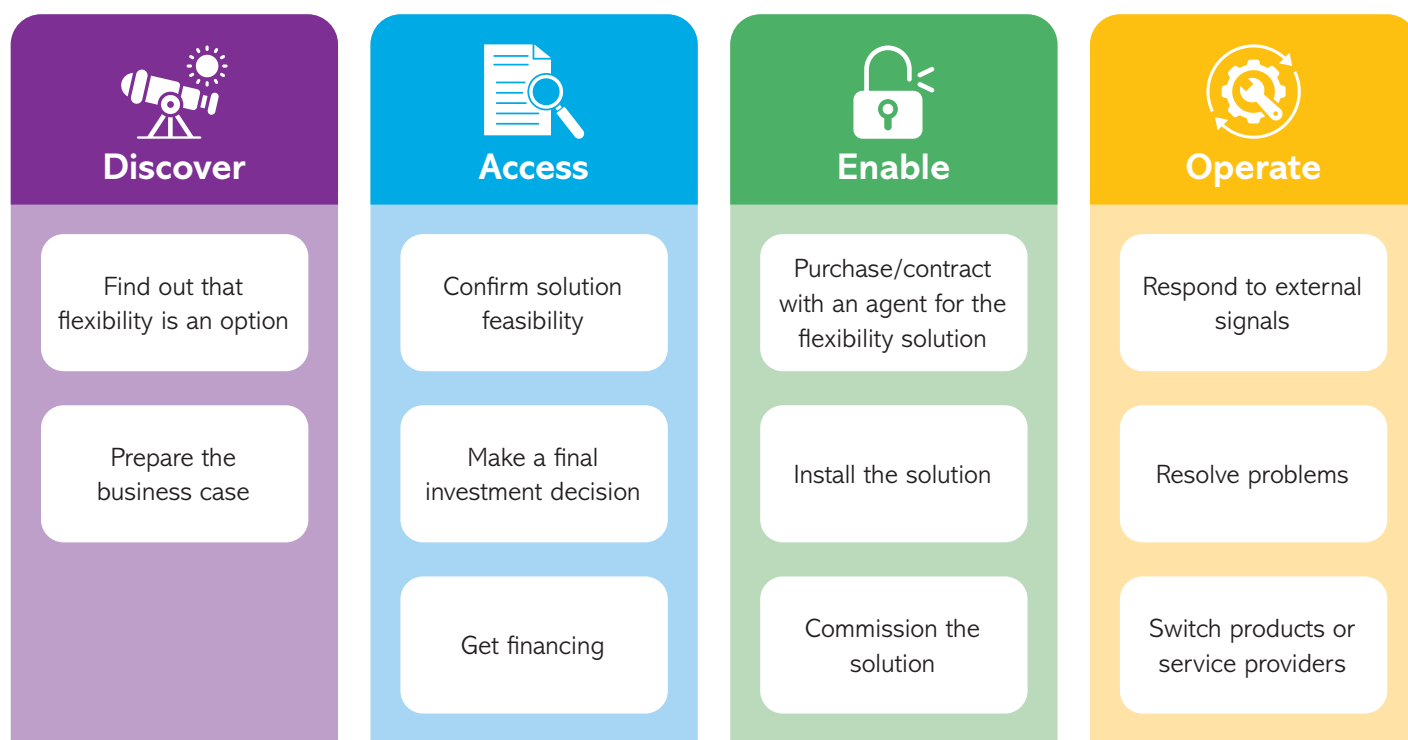 Discover
Find out that
flexibility is an option
Prepare the
business case
Access
Confirm solution
feasibility
Make a final
investment decision
Get financing
Enable
Purchase/contract
with an agent for the
flexibility solution
Install the solution
Commission the
solution
Operate
Respond to external
signals
Resolve problems
Switch products or
service providers